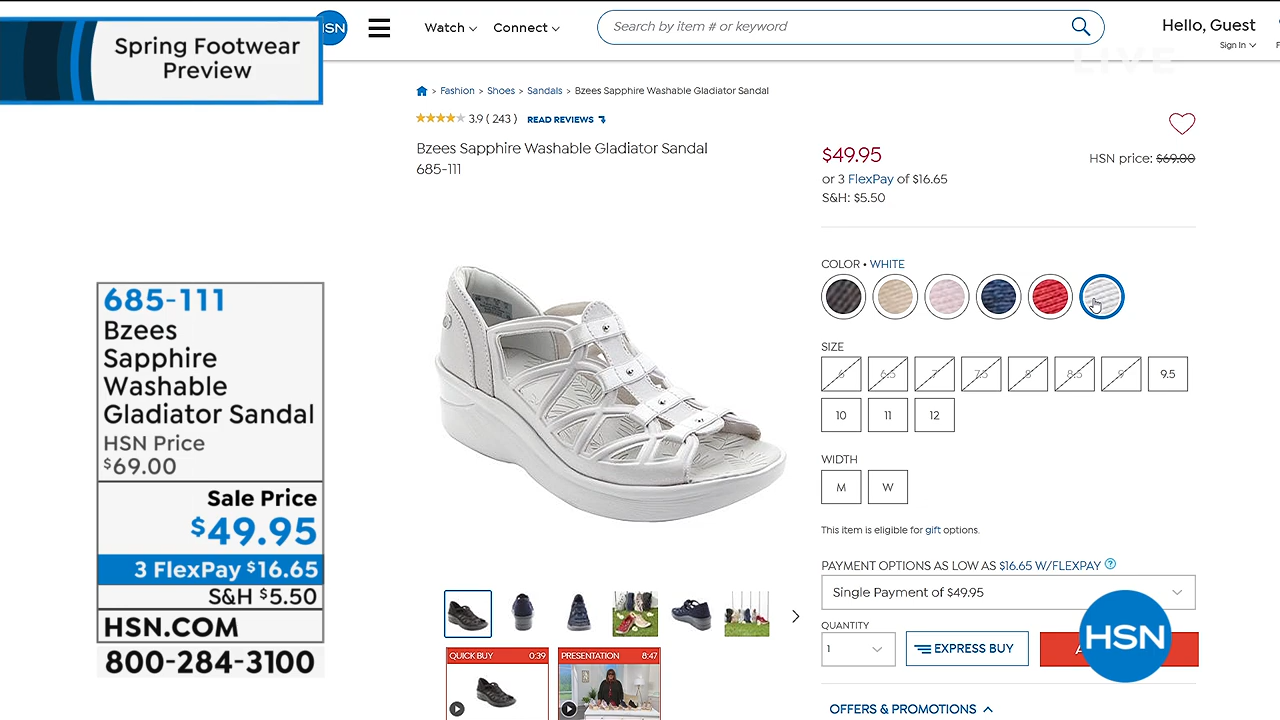 Spring Footwear
Preview
HSN
Watch
Connect
Search by item # or keyword
Hello, Guest
Sign In
LIVE
Fashion > Shoes > Sandals > Bzees Sapphire Washable Gladiator Sandal
3.9 ( 243 ) READ REVIEWS
Bzees Sapphire Washable Gladiator Sandal
685-111
$49.95
HSN price: $69.00
or 3 FlexPay of $16.65
S&H: $5.50
COLOR • WHITE
SIZE
6 6.5 7 7.5 8 8.5 9 9.5
10 11 12
WIDTH
M W
This item is eligible for gift options.
PAYMENT OPTIONS AS LOW AS $16.65 W/FLEXPAY ?
Single Payment of $49.95
QUANTITY
1
EXPRESS BUY
HSN
OFFERS & PROMOTIONS
QUICK BUY 0:39
PRESENTATION 8:47
685-111
Bzees
Sapphire
Washable
Gladiator Sandal
HSN Price
$69.00
Sale Price
$49.95
3 FlexPay $16.65
S&H $5.50
HSN.COM
800-284-3100